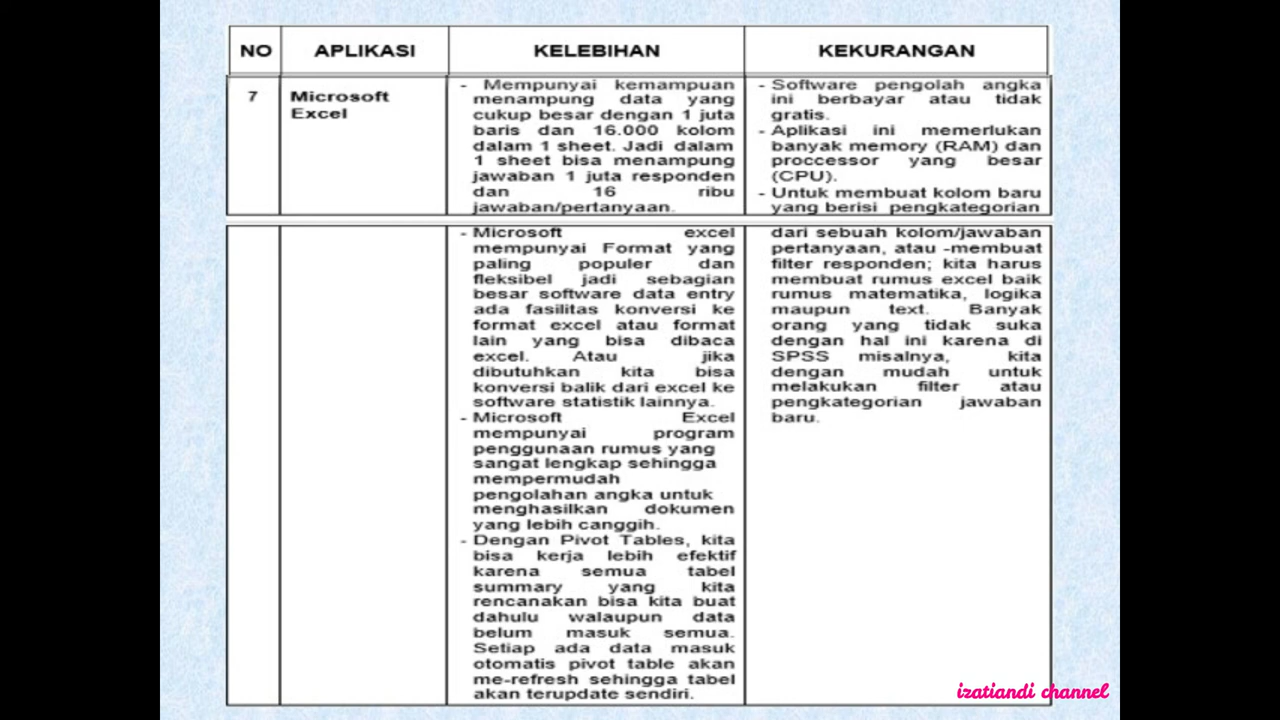 NO APLIKASI KELEBIHAN KEKURANGAN
7
Microsoft
Excel
- Mempunyai kemampuan
menampung data yang
cukup besar dengan 1 juta
baris dan 16.000 kolom
dalam 1 sheet. Jadi dalam
1 sheet bisa menampung
jawaban 1 juta responden
dan 16 ribu
jawaban/pertanyaan.
- Microsoft excel
mempunyai Format yang
paling populer dan
fleksibel jadi sebagian
besar software data entry
ada fasilitas konversi ke
format excel atau format
lain yang bisa dibaca
excel. Atau jika
dibutuhkan kita bisa
konversi balik dari excel ke
software statistik lainnya.
- Microsoft Excel
mempunyai program
penggunaan rumus yang
sangat lengkap sehingga
mempermudah
pengolahan angka untuk
menghasilkan dokumen
yang lebih canggih.
- Dengan Pivot Tables, kita
bisa kerja lebih efektif
karena semua tabel
summary yang kita
rencanakan bisa kita buat
dahulu walaupun data
belum masuk semua.
Setiap ada data masuk
otomatis pivot table akan
me-refresh sehingga tabel
akan terupdate sendiri.
- Software pengolah angka
ini berbayar atau tidak
gratis.
- Aplikasi ini memerlukan
banyak memory (RAM) dan
proccessor yang besar
(CPU).
- Untuk membuat kolom baru
yang berisi pengkategorian
dari sebuah kolom/jawaban
pertanyaan, atau -membuat
filter responden; kita harus
membuat rumus excel baik
rumus matematika, logika
maupun text. Banyak
orang yang tidak suka
dengan hal ini karena di
SPSS misalnya, kita
dengan mudah untuk
melakukan filter atau
pengkategorian jawaban
baru.
izatiandi channel